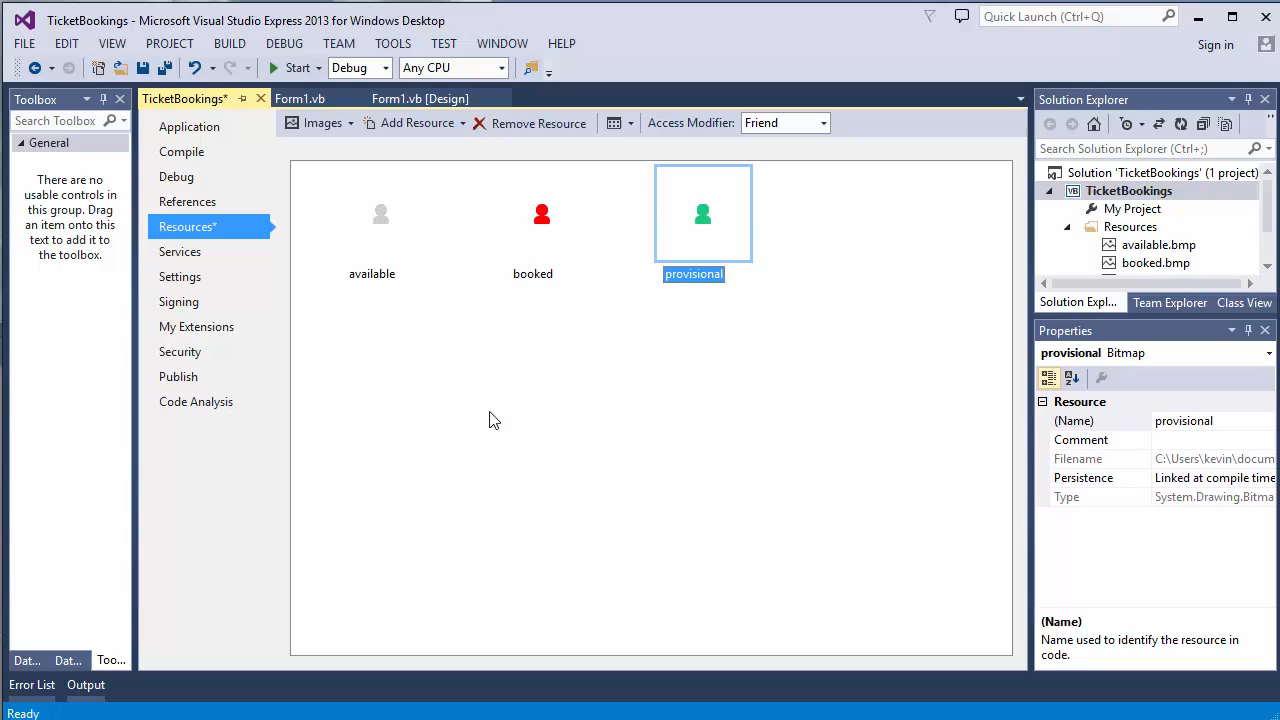 TicketBookings - Microsoft Visual Studio Express 2013 for Windows Desktop
Quick Launch (Ctrl+Q)
FILE EDIT VIEW PROJECT BUILD DEBUG TEAM TOOLS TEST WINDOW HELP
Sign in
Start Debug Any CPU
Toolbox
Search Toolbox
General
There are no
usable controls in
this group. Drag
an item onto this
text to add it to
the toolbox.
Dat... Dat... Too...
TicketBookings* Form1.vb Form1.vb [Design]
Application
Compile
Debug
References
Resources*
Services
Settings
Signing
My Extensions
Security
Publish
Code Analysis
Images Add Resource Remove Resource Access Modifier: Friend
available booked provisional
Solution Explorer
Search Solution Explorer (Ctrl+;)
Solution 'TicketBookings' (1 project)
VB TicketBookings
My Project
Resources
available.bmp
booked.bmp
Solution Expl... Team Explorer Class View
Properties
provisional Bitmap
Resource
(Name) provisional
Comment
Filename C:\Users\kevin\docum
Persistence Linked at compile time
Type System.Drawing.Bitma
(Name)
Name used to identify the resource in
code.
Error List Output
Ready